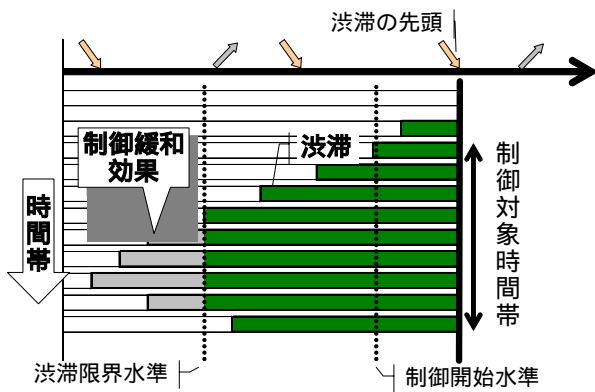 渋滞の先頭
制御緩和
効果
渋滞
時間帯
制御対象時間帯
渋滞限界水準
制御開始水準